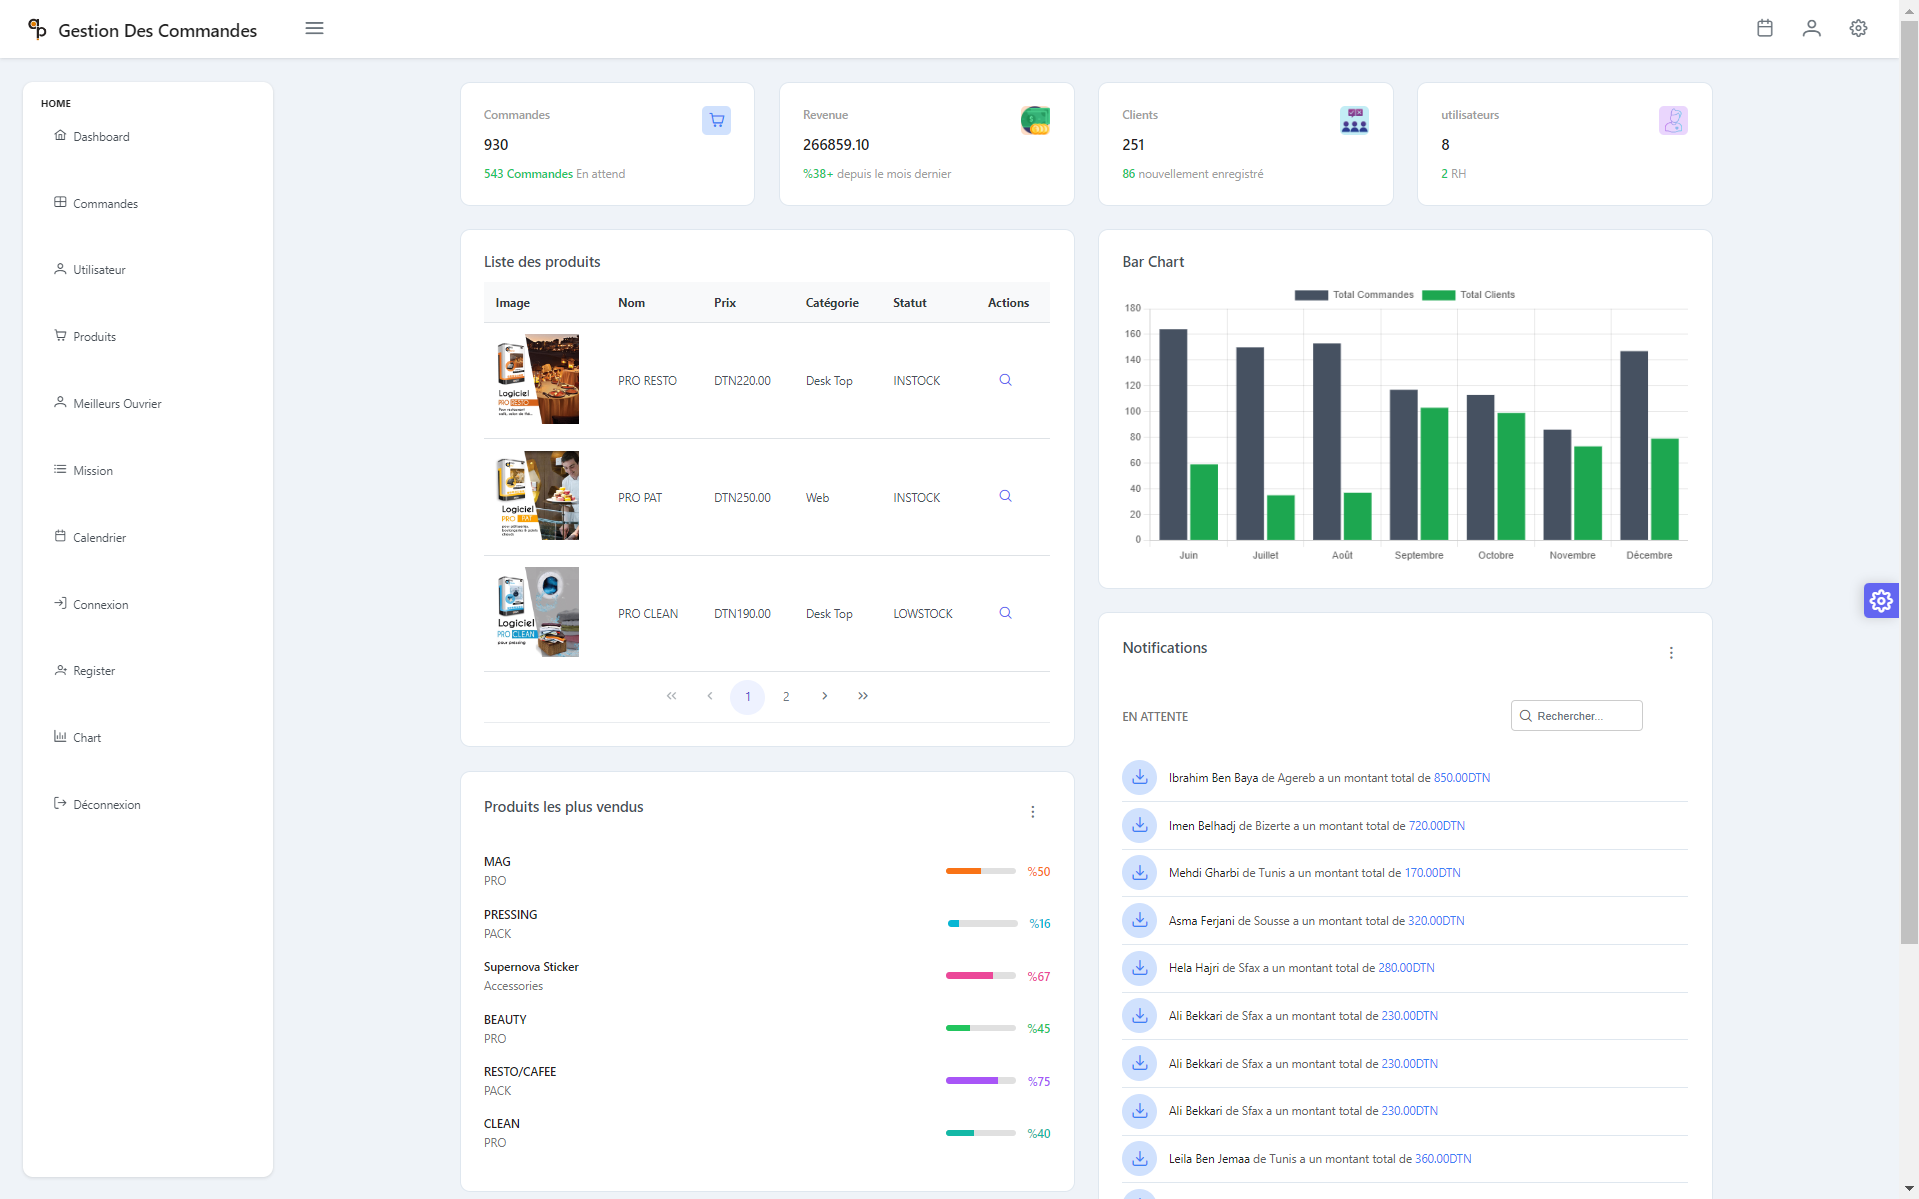 Gestion Des Commandes
HOME
Dashboard
Commandes
Utilisateur
Produits
Meilleurs Ouvrier
Mission
Calendrier
Connexion
Register
Chart
Déconnexion
Commandes
930
543 Commandes En attend
Revenue
266859.10
%38+ depuis le mois dernier
Clients
251
86 nouvellement enregistré
utilisateurs
8
2 RH
Liste des produits
Image Nom Prix Catégorie Statut Actions
Logiciel
PRO RESTO
PRO RESTO DTN220.00 Desk Top INSTOCK
Logiciel
PRO PAT
PRO PAT DTN250.00 Web INSTOCK
Logiciel
PRO CLEAN
pour pressing
PRO CLEAN DTN190.00 Desk Top LOWSTOCK
1 2
Produits les plus vendus
MAG
PRO
%50
PRESSING
PACK
%16
Supernova Sticker
Accessories
%67
BEAUTY
PRO
%45
RESTO/CAFEE
PACK
%75
CLEAN
PRO
%40
Bar Chart
Total Commandes Total Clients
180
160
140
120
100
80
60
40
20
0
Juin Juillet Août Septembre Octobre Novembre Décembre
Notifications
EN ATTENTE
Rechercher...
Ibrahim Ben Baya de Agereb a un montant total de 850.00DTN
Imen Belhadj de Bizerte a un montant total de 720.00DTN
Mehdi Gharbi de Tunis a un montant total de 170.00DTN
Asma Ferjani de Sousse a un montant total de 320.00DTN
Hela Hajri de Sfax a un montant total de 280.00DTN
Ali Bekkari de Sfax a un montant total de 230.00DTN
Ali Bekkari de Sfax a un montant total de 230.00DTN
Ali Bekkari de Sfax a un montant total de 230.00DTN
Leila Ben Jemaa de Tunis a un montant total de 360.00DTN